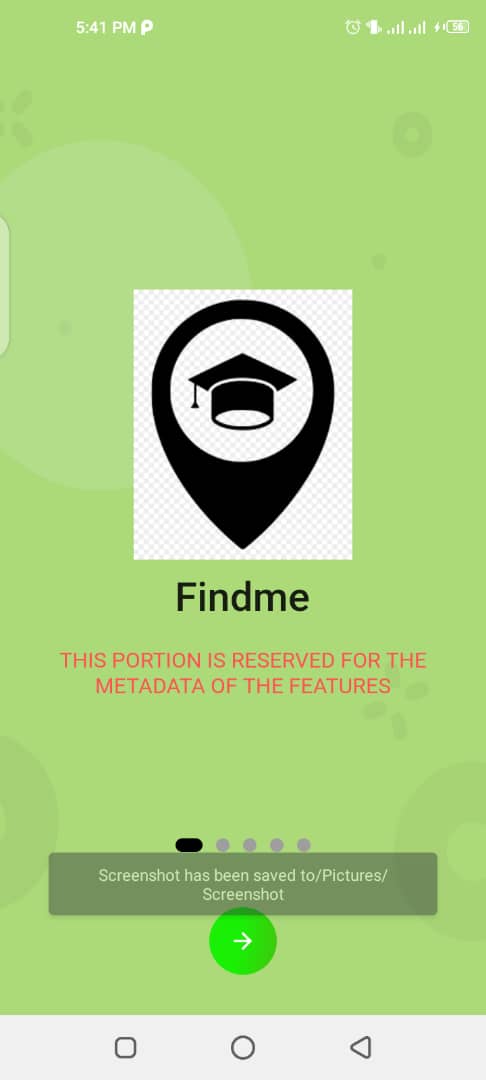 5:41 PM
56
Findme
THIS PORTION IS RESERVED FOR THE
METADATA OF THE FEATURES
Screenshot has been saved to/Pictures/
Screenshot